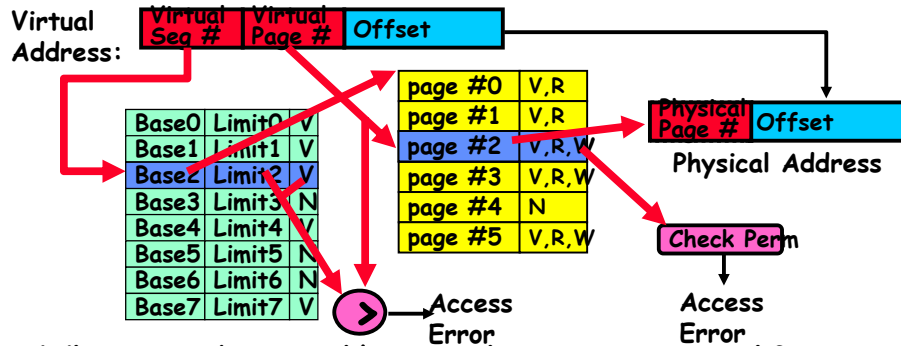 Virtual Address:
Virtual Seg #
Virtual Page #
Offset
page #0 V,R
page #1 V,R
page #2 V,R,W
page #3 V,R,W
page #4 N
page #5 V,R,W
Base0 Limit0 V
Base1 Limit1 V
Base2 Limit2 V
Base3 Limit3 N
Base4 Limit4 V
Base5 Limit5 N
Base6 Limit6 N
Base7 Limit7 V
Physical Page #
Offset
Physical Address
Check Perm
>
Access Error
Access Error